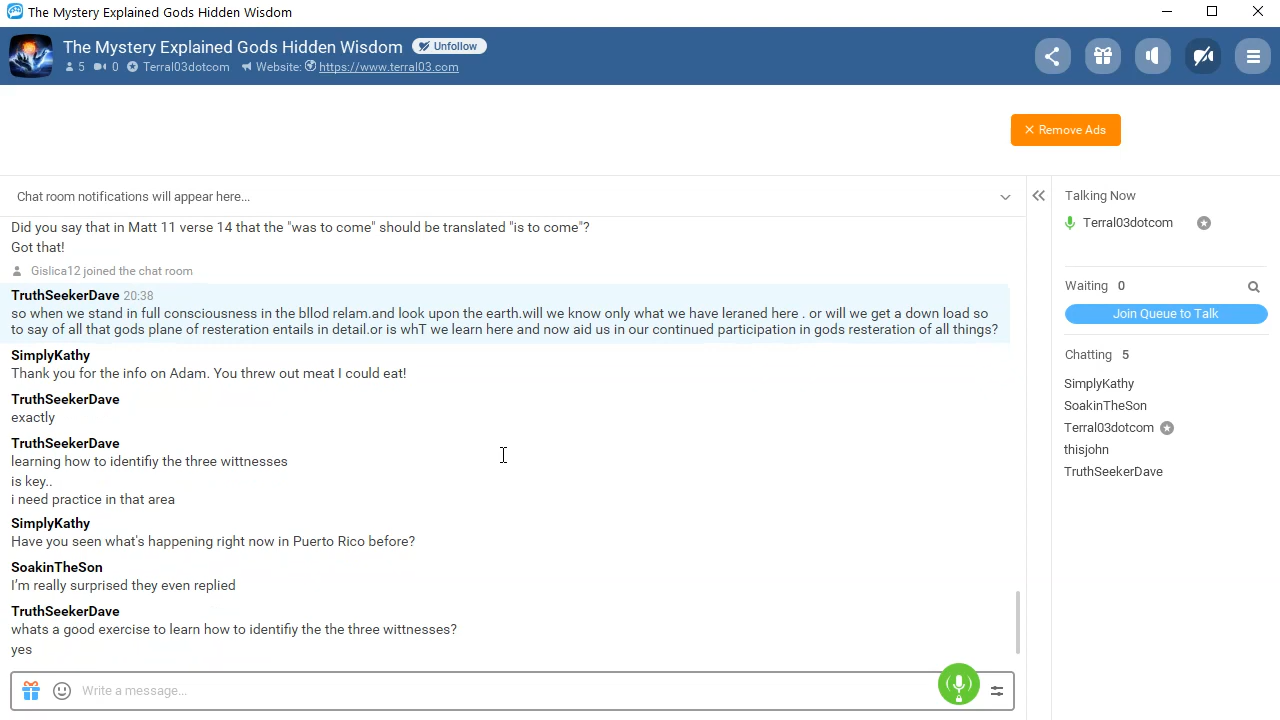 The Mystery Explained Gods Hidden Wisdom
The Mystery Explained Gods Hidden Wisdom Unfollow
5 0 Terral03dotcom Website: https://www.terral03.com
Remove Ads
Chat room notifications will appear here...
Did you say that in Matt 11 verse 14 that the "was to come" should be translated "is to come"?
Got that!
Gislica12 joined the chat room
TruthSeekerDave 20:38
so when we stand in full consciousness in the bllod relam.and look upon the earth.will we know only what we have leraned here . or will we get a down load so
to say of all that gods plane of resteration entails in detail.or is whT we learn here and now aid us in our continued participation in gods resteration of all things?
SimplyKathy
Thank you for the info on Adam. You threw out meat I could eat!
TruthSeekerDave
exactly
TruthSeekerDave
learning how to identifiy the three wittnesses
is key..
i need practice in that area
SimplyKathy
Have you seen what's happening right now in Puerto Rico before?
SoakinTheSon
I'm really surprised they even replied
TruthSeekerDave
whats a good exercise to learn how to identifiy the the three wittnesses?
yes
Write a message...
Talking Now
Terral03dotcom
Waiting 0
Join Queue to Talk
Chatting 5
SimplyKathy
SoakinTheSon
Terral03dotcom
thisjohn
TruthSeekerDave